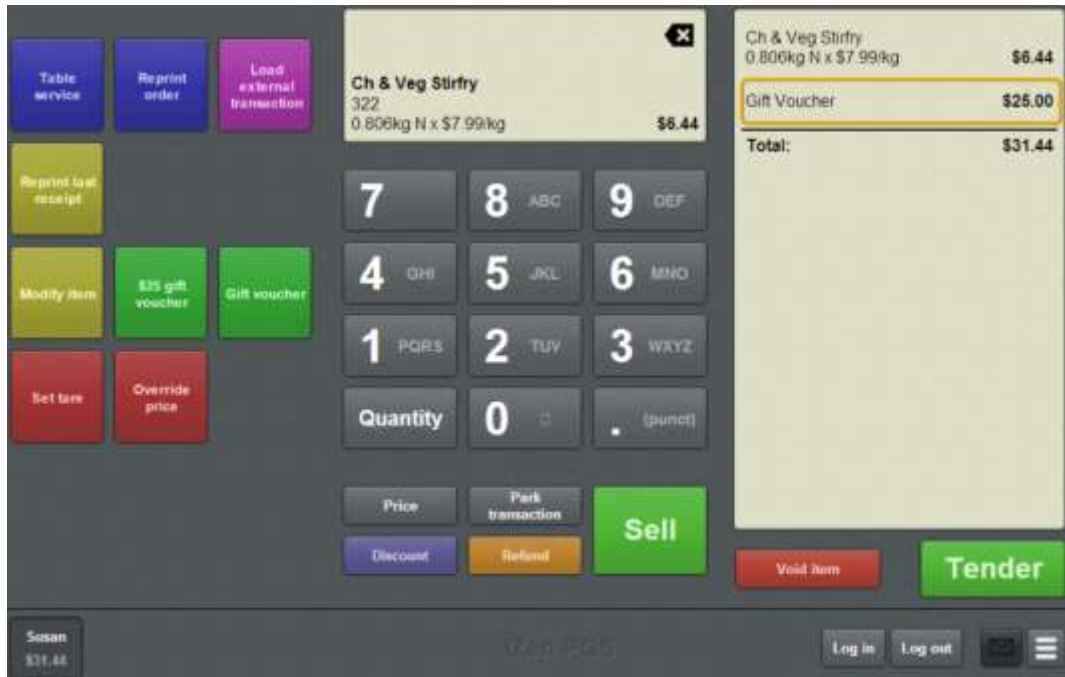 Table
service
Reprint
order
Load
external
transaction
Reprint last
receipt
Modify item
$25 gift
voucher
Gift voucher
Set tare
Override
price
Ch & Veg Stirfry
322
0.806kg N x $7.99/kg $6.44
7
8 ABC
9 DEF
4 GHI
5 JKL
6 MNO
1 PQRS
2 TUV
3 WXYZ
Quantity
0
. (punct)
Price
Park
transaction
Sell
Discount
Refund
Ch & Veg Stirfry
0.806kg N x $7.99/kg $6.44
Gift Voucher $25.00
Total: $31.44
Void item
Tender
Susan
$31.44
Log in
Log out